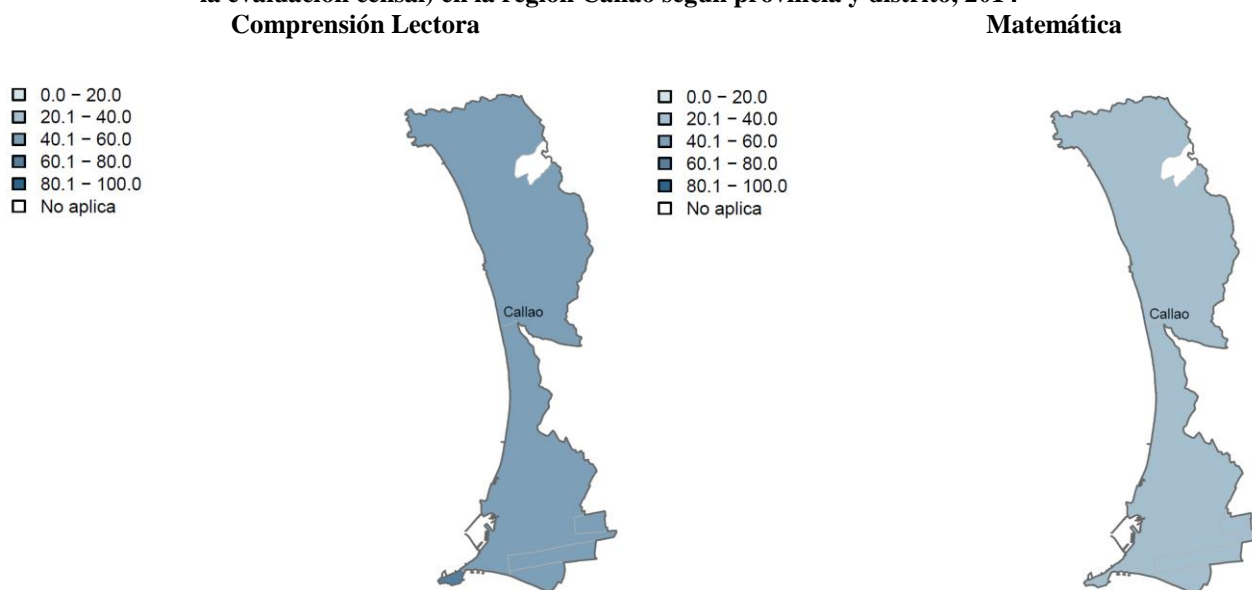 la evaluación censal) en la región Callao según provincia y distrito, 2014
Comprensión Lectora
Matemática
0.0 − 20.0
20.1 − 40.0
40.1 − 60.0
60.1 − 80.0
80.1 − 100.0
No aplica
Callao
0.0 − 20.0
20.1 − 40.0
40.1 − 60.0
60.1 − 80.0
80.1 − 100.0
No aplica
Callao